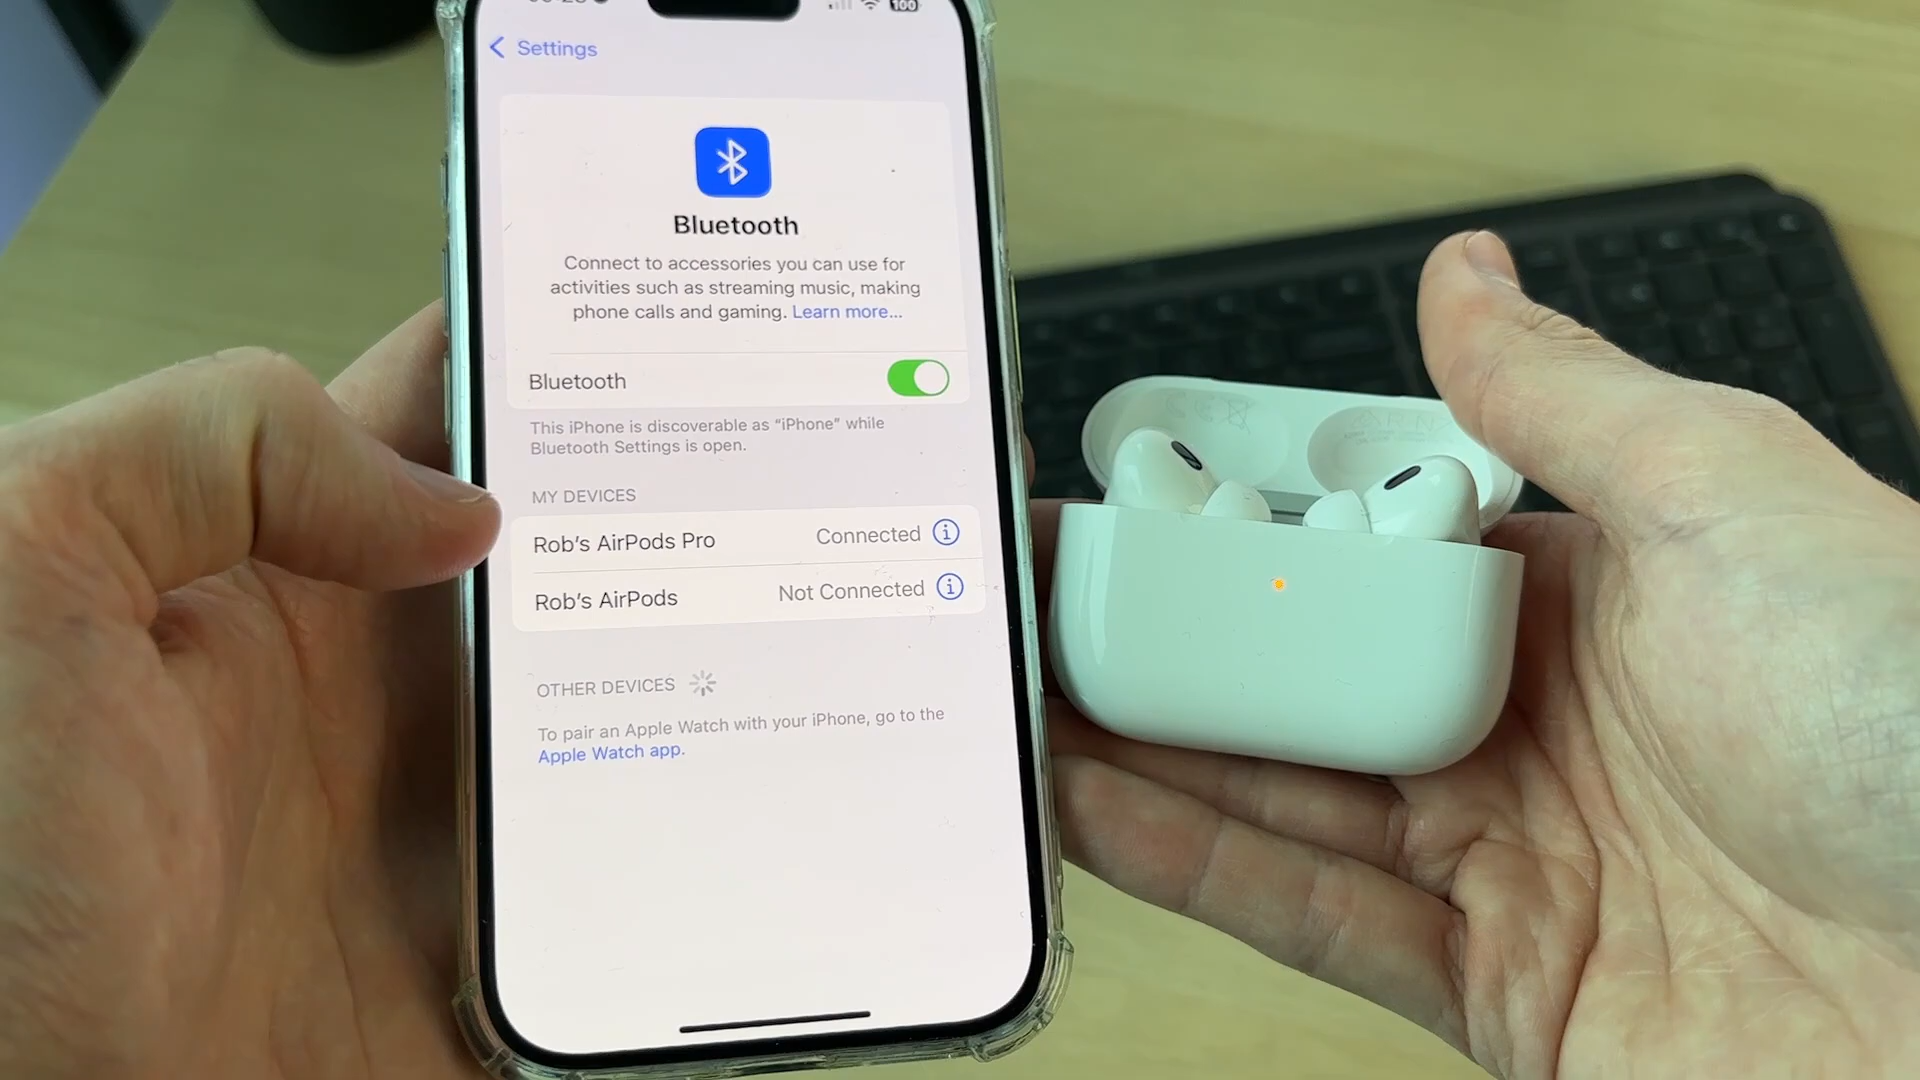 100
Settings
Bluetooth
Connect to accessories you can use for
activities such as streaming music, making
phone calls and gaming. Learn more...
Bluetooth
This iPhone is discoverable as “iPhone” while
Bluetooth Settings is open.
MY DEVICES
Rob’s AirPods Pro Connected
Rob’s AirPods Not Connected
OTHER DEVICES
To pair an Apple Watch with your iPhone, go to the
Apple Watch app.